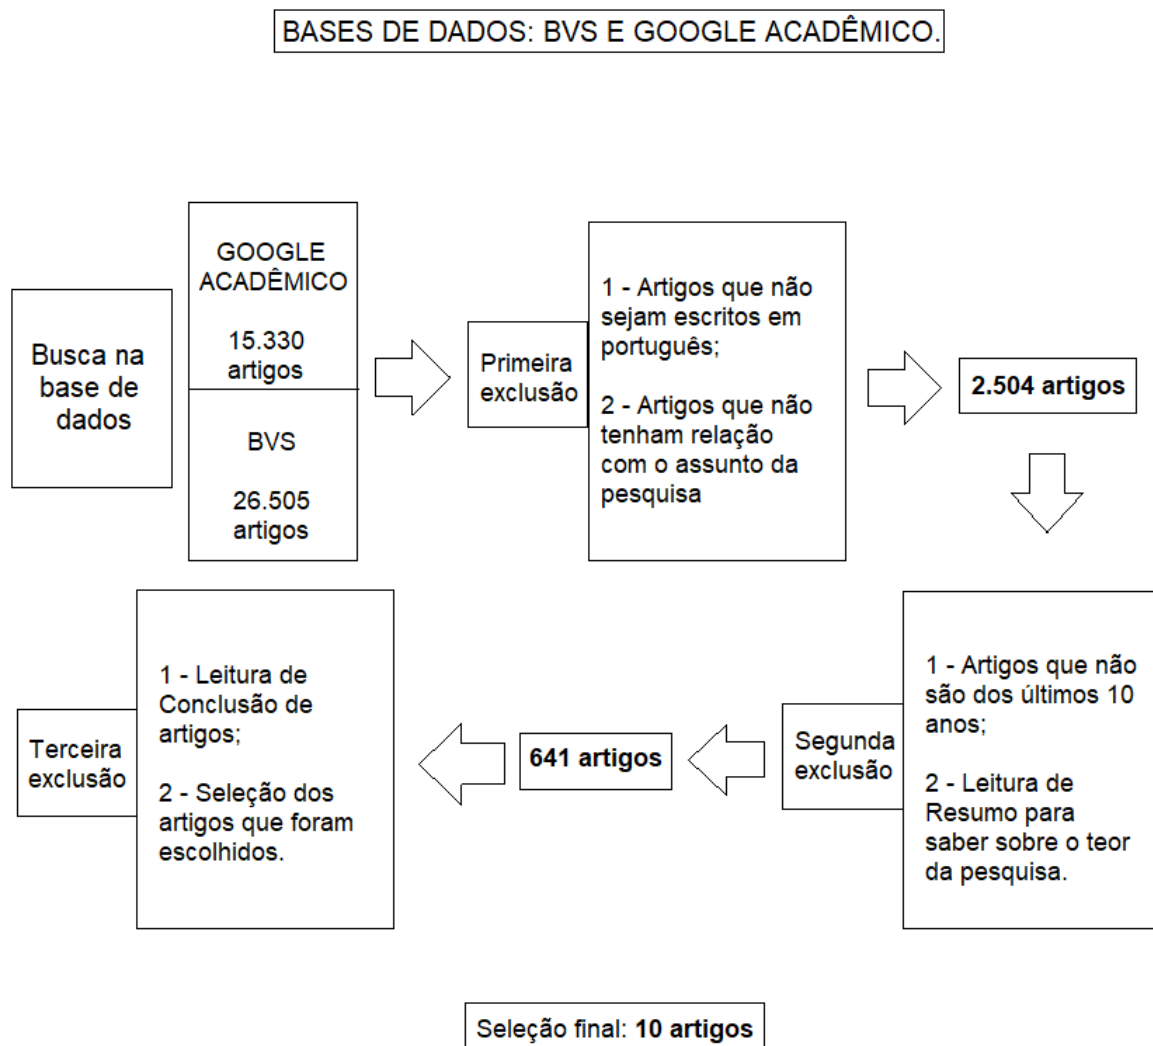 BASES DE DADOS: BVS E GOOGLE ACADÊMICO.
Busca na
base de
dados
GOOGLE
ACADÊMICO
15.330
artigos
BVS
26.505
artigos
Primeira
exclusão
1 - Artigos que não
sejam escritos em
português;
2 - Artigos que não
tenham relação
com o assunto da
pesquisa
2.504 artigos
Segunda
exclusão
1 - Artigos que não
são dos últimos 10
anos;
2 - Leitura de
Resumo para
saber sobre o teor
da pesquisa.
641 artigos
Terceira
exclusão
1 - Leitura de
Conclusão de
artigos;
2 - Seleção dos
artigos que foram
escolhidos.
Seleção final: 10 artigos